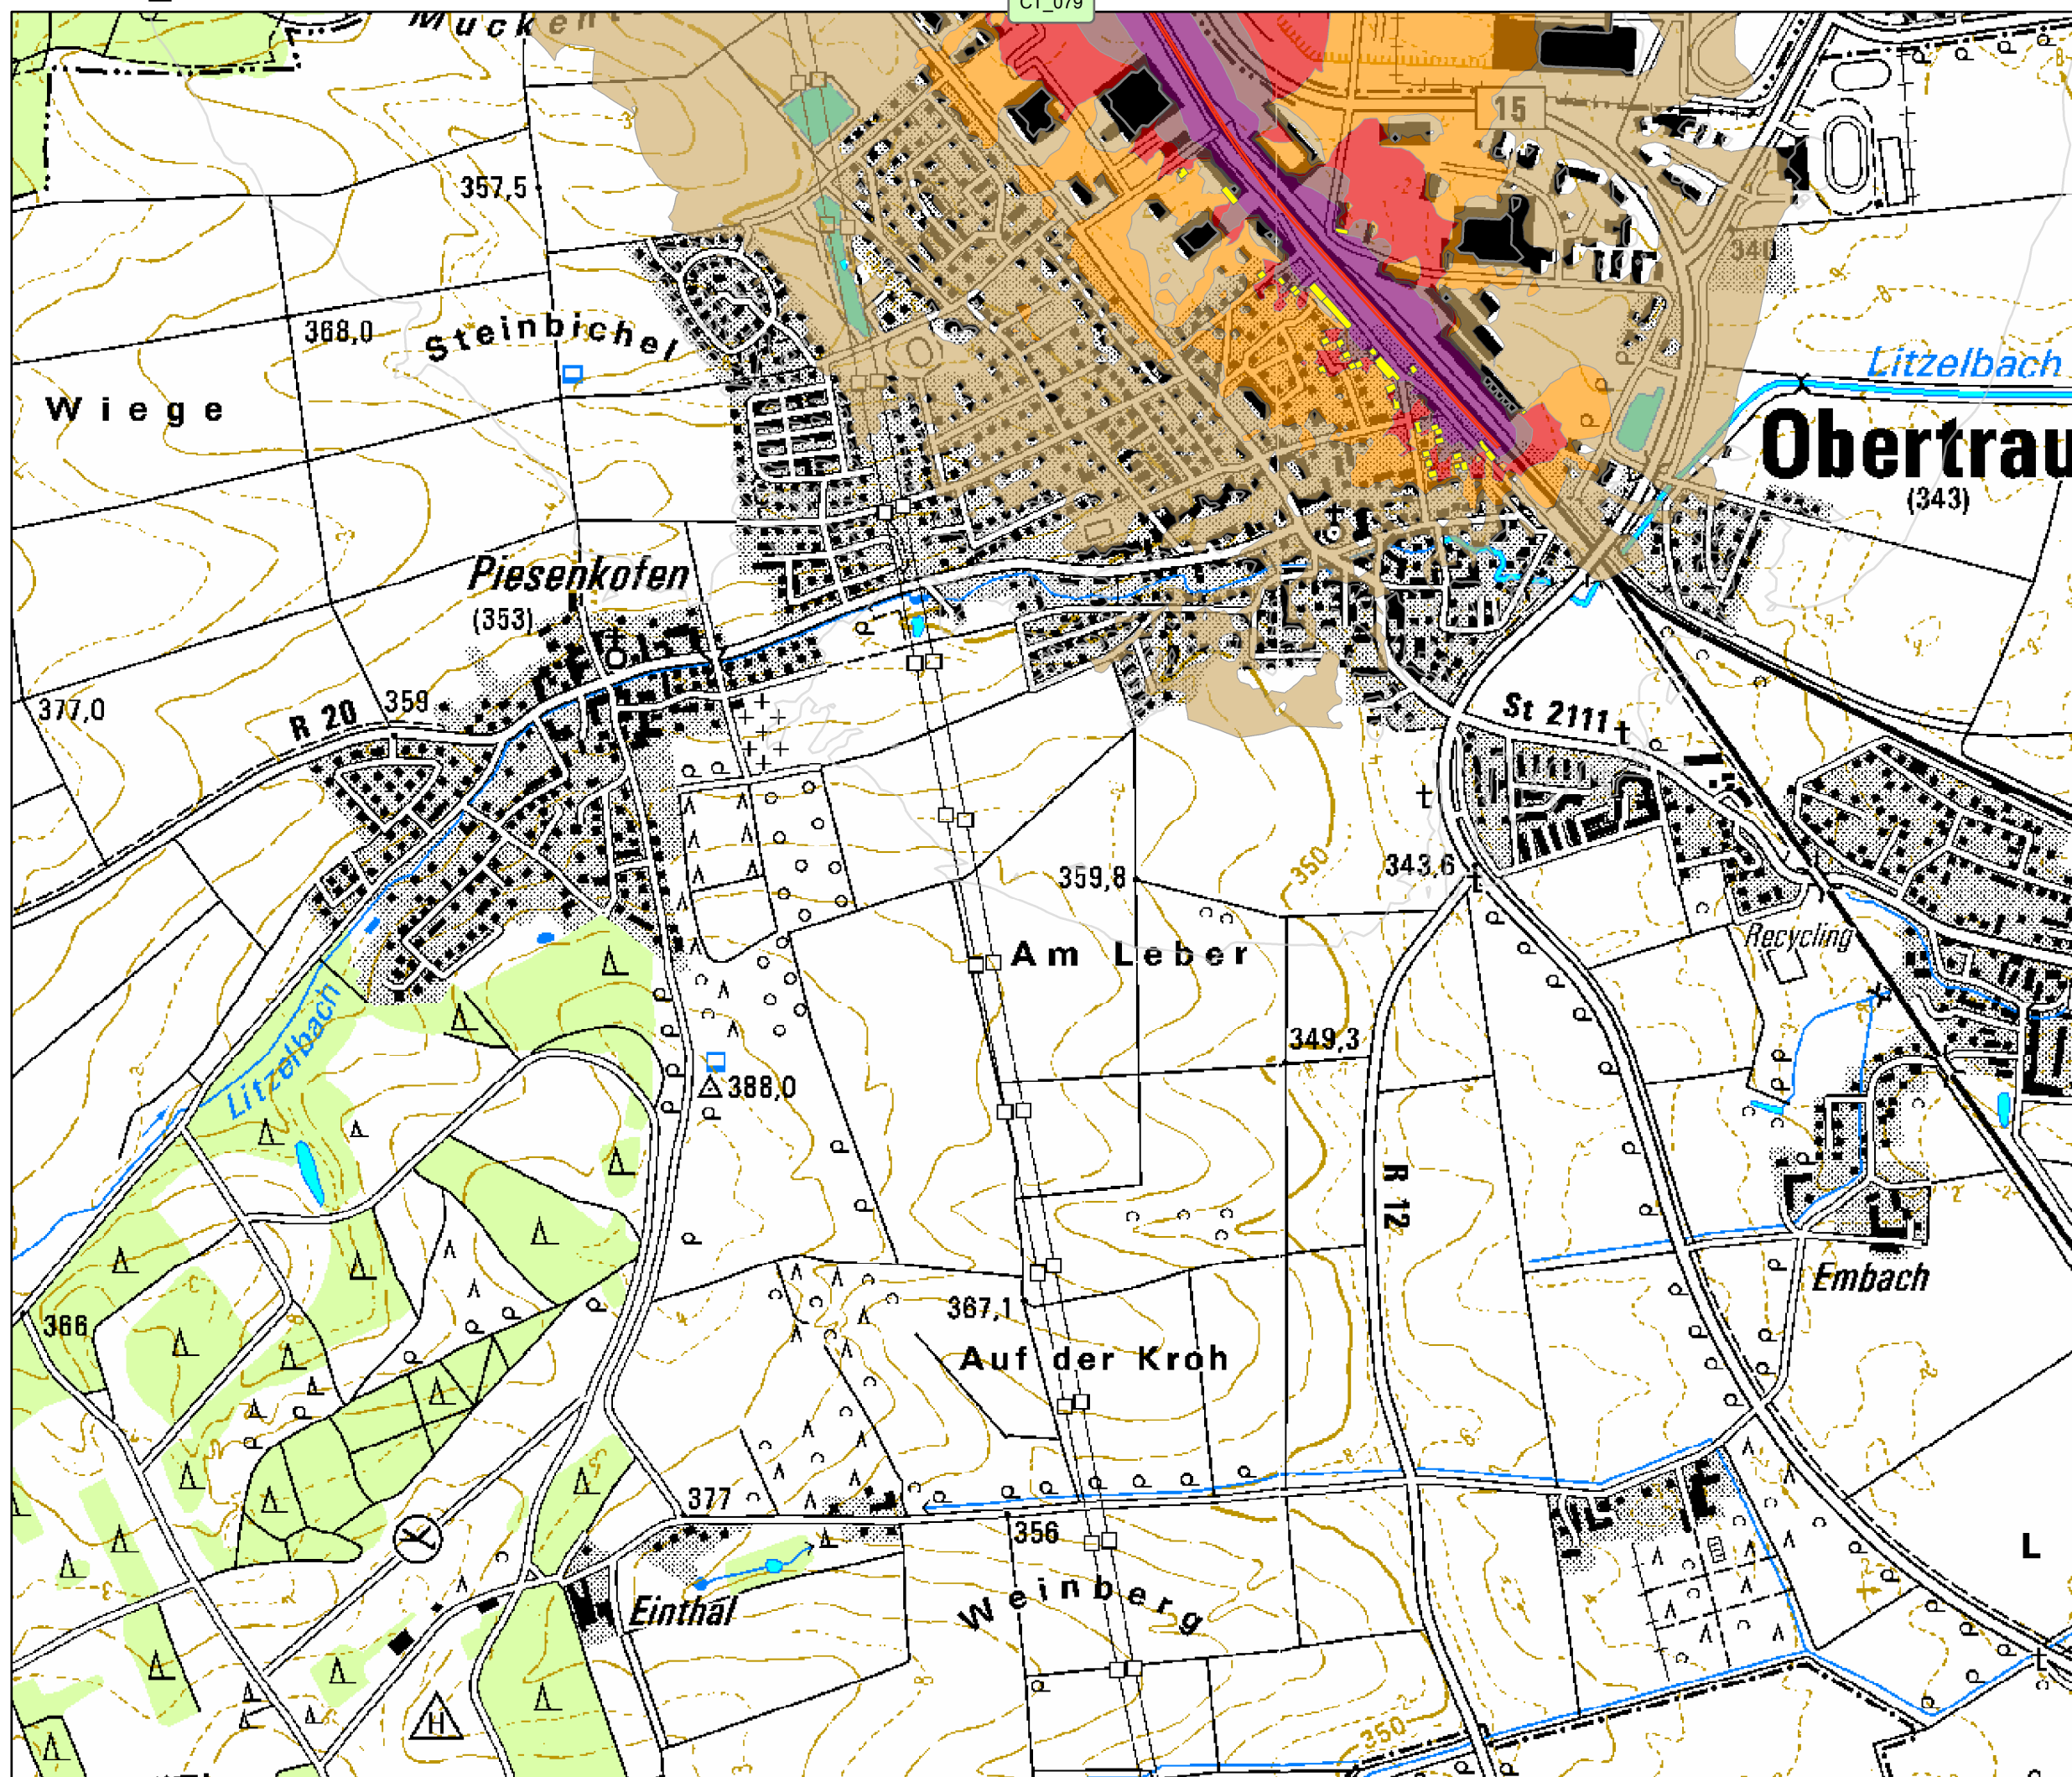 CT_079
Mucken
15
357,5
340
368,0
Steinbichel
Litzelbach
Wiege
Obertrau
(343)
Piesenkofen
(353)
377,0
R 20
359
St 2111
350
359,8
343,6
Recycling
Am Leber
Litzelbach
349,3
388,0
R 12
Embach
367,1
366
Auf der Kroh
377
356
L
Weinberg
Einthal
H
350